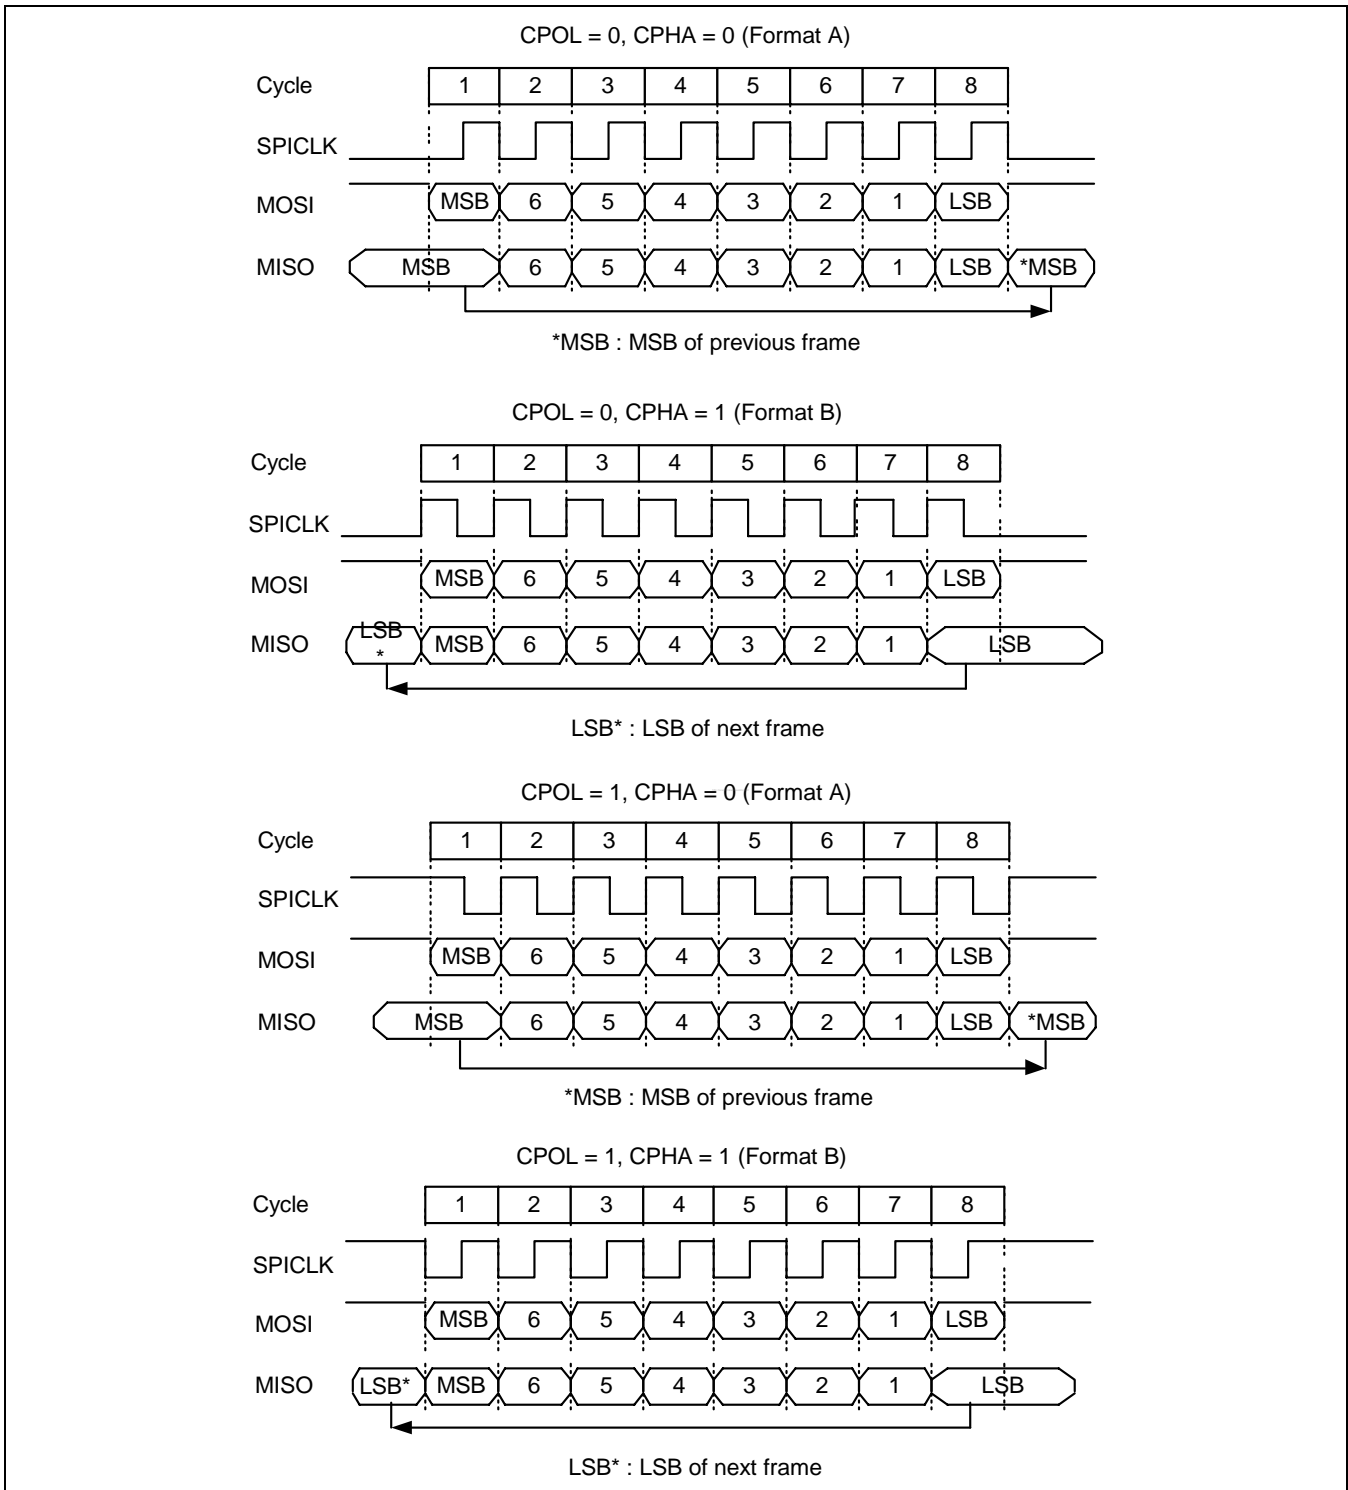 CPOL = 0, CPHA = 0 (Format A)
Cycle 1 2 3 4 5 6 7 8
SPICLK
MOSI MSB 6 5 4 3 2 1 LSB
MISO MSB 6 5 4 3 2 1 LSB *MSB
*MSB : MSB of previous frame
CPOL = 0, CPHA = 1 (Format B)
Cycle 1 2 3 4 5 6 7 8
SPICLK
MOSI MSB 6 5 4 3 2 1 LSB
MISO LSB* MSB 6 5 4 3 2 1 LSB
LSB* : LSB of next frame
CPOL = 1, CPHA = 0 (Format A)
Cycle 1 2 3 4 5 6 7 8
SPICLK
MOSI MSB 6 5 4 3 2 1 LSB
MISO MSB 6 5 4 3 2 1 LSB *MSB
*MSB : MSB of previous frame
CPOL = 1, CPHA = 1 (Format B)
Cycle 1 2 3 4 5 6 7 8
SPICLK
MOSI MSB 6 5 4 3 2 1 LSB
MISO LSB* MSB 6 5 4 3 2 1 LSB
LSB* : LSB of next frame